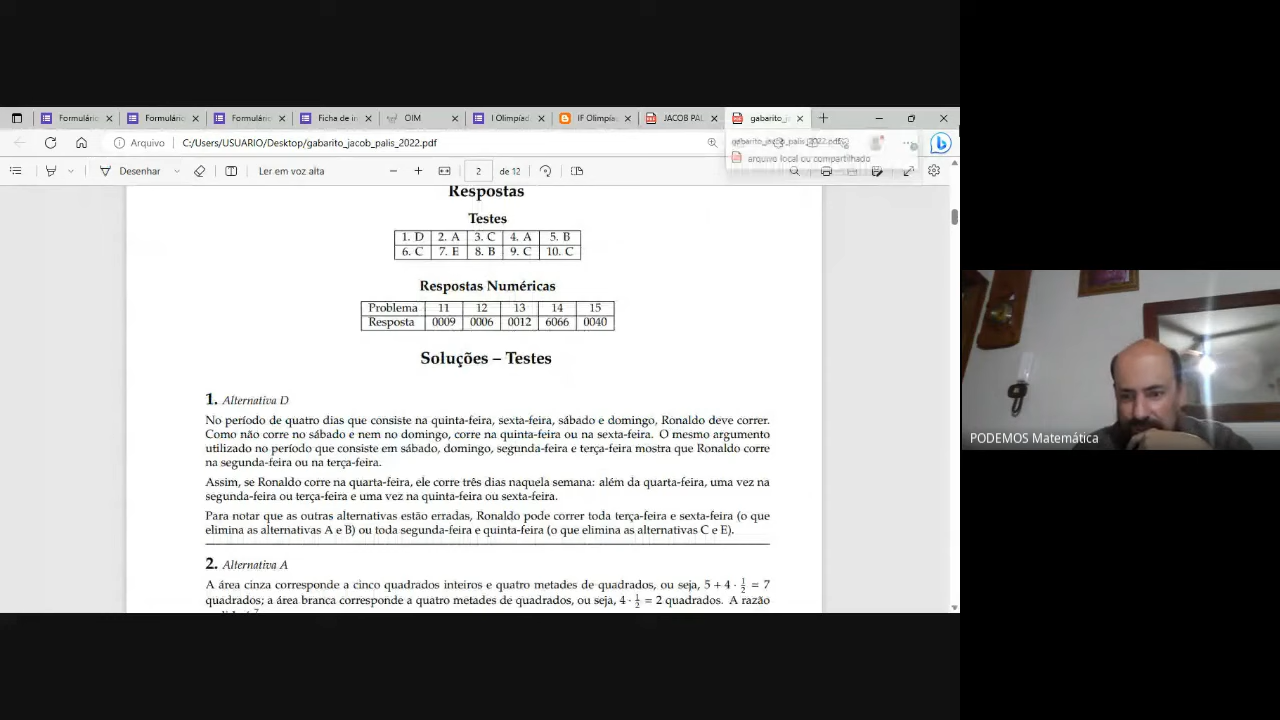 Formulári
Formulári
Formulári
Ficha de in
OIM
I Olimpíad
IF Olimpia
JACOB PAL
gabarito_ja
Arquivo C:/Users/USUARIO/Desktop/gabarito_jacob_palis_2022.pdf
gabarito_jacob_palis_2022.pdf
arquivo local ou compartilhado
Desenhar
Ler em voz alta
2 de 12
Respostas
Testes
1. D 2. A 3. C 4. A 5. B
6. C 7. E 8. B 9. C 10. C
Respostas Numéricas
Problema 11 12 13 14 15
Resposta 0009 0006 0012 6066 0040
Soluções – Testes
1. Alternativa D
No período de quatro dias que consiste na quinta-feira, sexta-feira, sábado e domingo, Ronaldo deve correr.
Como não corre no sábado e nem no domingo, corre na quinta-feira ou na sexta-feira. O mesmo argumento
utilizado no período que consiste em sábado, domingo, segunda-feira e terça-feira mostra que Ronaldo corre
na segunda-feira ou na terça-feira.
Assim, se Ronaldo corre na quarta-feira, ele corre três dias naquela semana: além da quarta-feira, uma vez na
segunda-feira ou terça-feira e uma vez na quinta-feira ou sexta-feira.
Para notar que as outras alternativas estão erradas, Ronaldo pode correr toda terça-feira e sexta-feira (o que
elimina as alternativas A e B) ou toda segunda-feira e quinta-feira (o que elimina as alternativas C e E).
2. Alternativa A
A área cinza corresponde a cinco quadrados inteiros e quatro metades de quadrados, ou seja, 5 + 4 · 1/2 = 7
quadrados; a área branca corresponde a quatro metades de quadrados, ou seja, 4 · 1/2 = 2 quadrados. A razão
PODEMOS Matemática